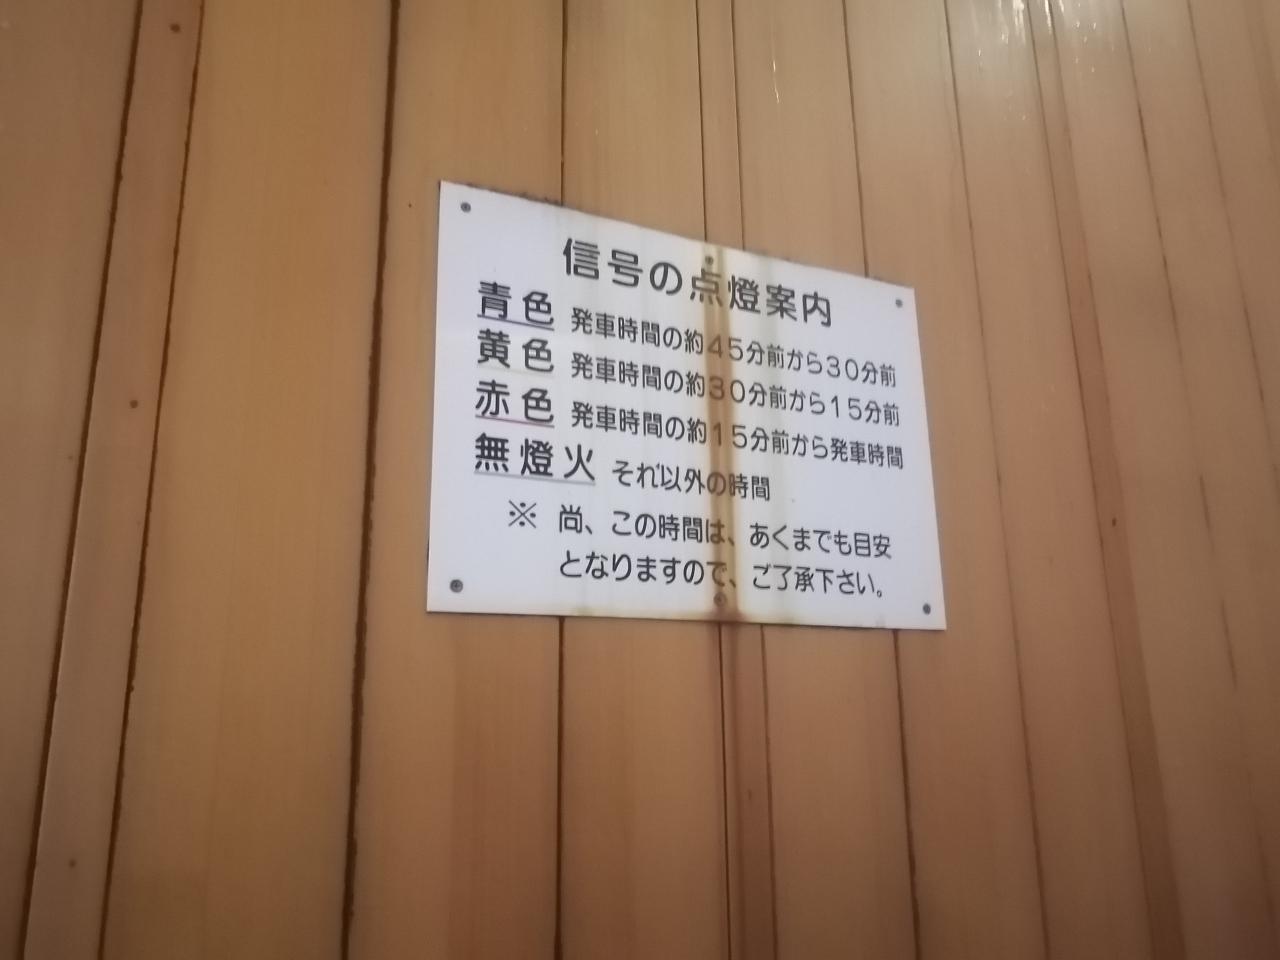 信号の点燈案内
青色 発車時間の約45分前から30分前
黄色 発車時間の約30分前から15分前
赤色 発車時間の約15分前から発車時間
無燈火 それ以外の時間
※ 尚、この時間は、あくまでも目安
となりますので、ご了承下さい。